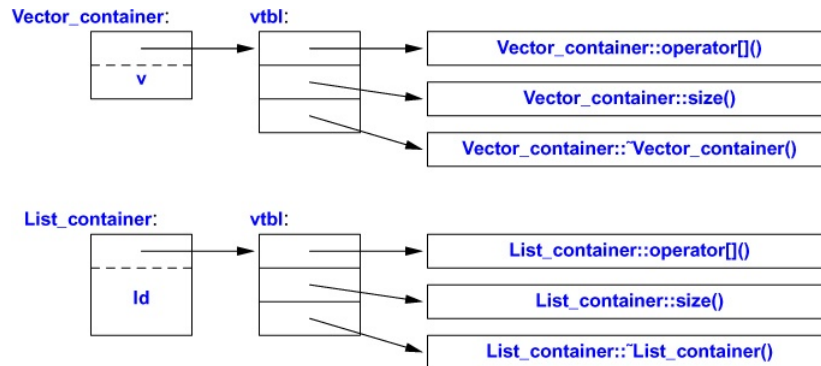 Vector_container: vtbl:
Vector_container::operator[]()
v
Vector_container::size()
Vector_container::~Vector_container()
List_container: vtbl:
List_container::operator[]()
ld
List_container::size()
List_container::~List_container()